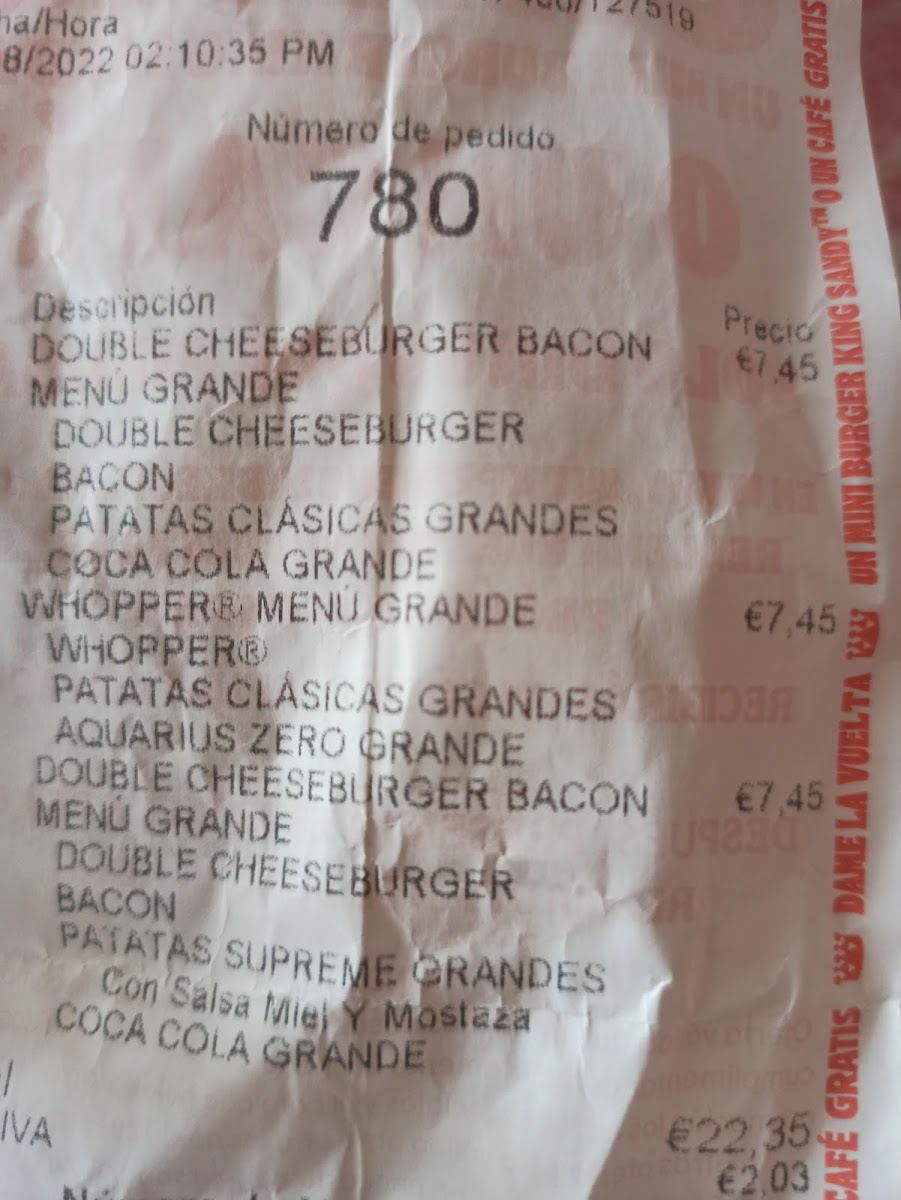 ha/Hora
8/2022 02:10:35 PM
Número de pedido
780
Descripción
Precio
DOUBLE CHEESEBURGER BACON €7,45
MENÚ GRANDE
DOUBLE CHEESEBURGER
BACON
PATATAS CLÁSICAS GRANDES
COCA COLA GRANDE
WHOPPER® MENÚ GRANDE €7,45
WHOPPER®
PATATAS CLÁSICAS GRANDES
AQUARIUS ZERO GRANDE
DOUBLE CHEESEBURGER BACON €7,45
MENÚ GRANDE
DOUBLE CHEESEBURGER
BACON
PATATAS SUPREME GRANDES
Con Salsa Miel Y Mostaza
COCA COLA GRANDE
€22,35
IVA €2,03
CAFÉ GRATIS DAME LA VUELTA UN MINI BURGER KING SANDY™ O UN CAFÉ GRATIS